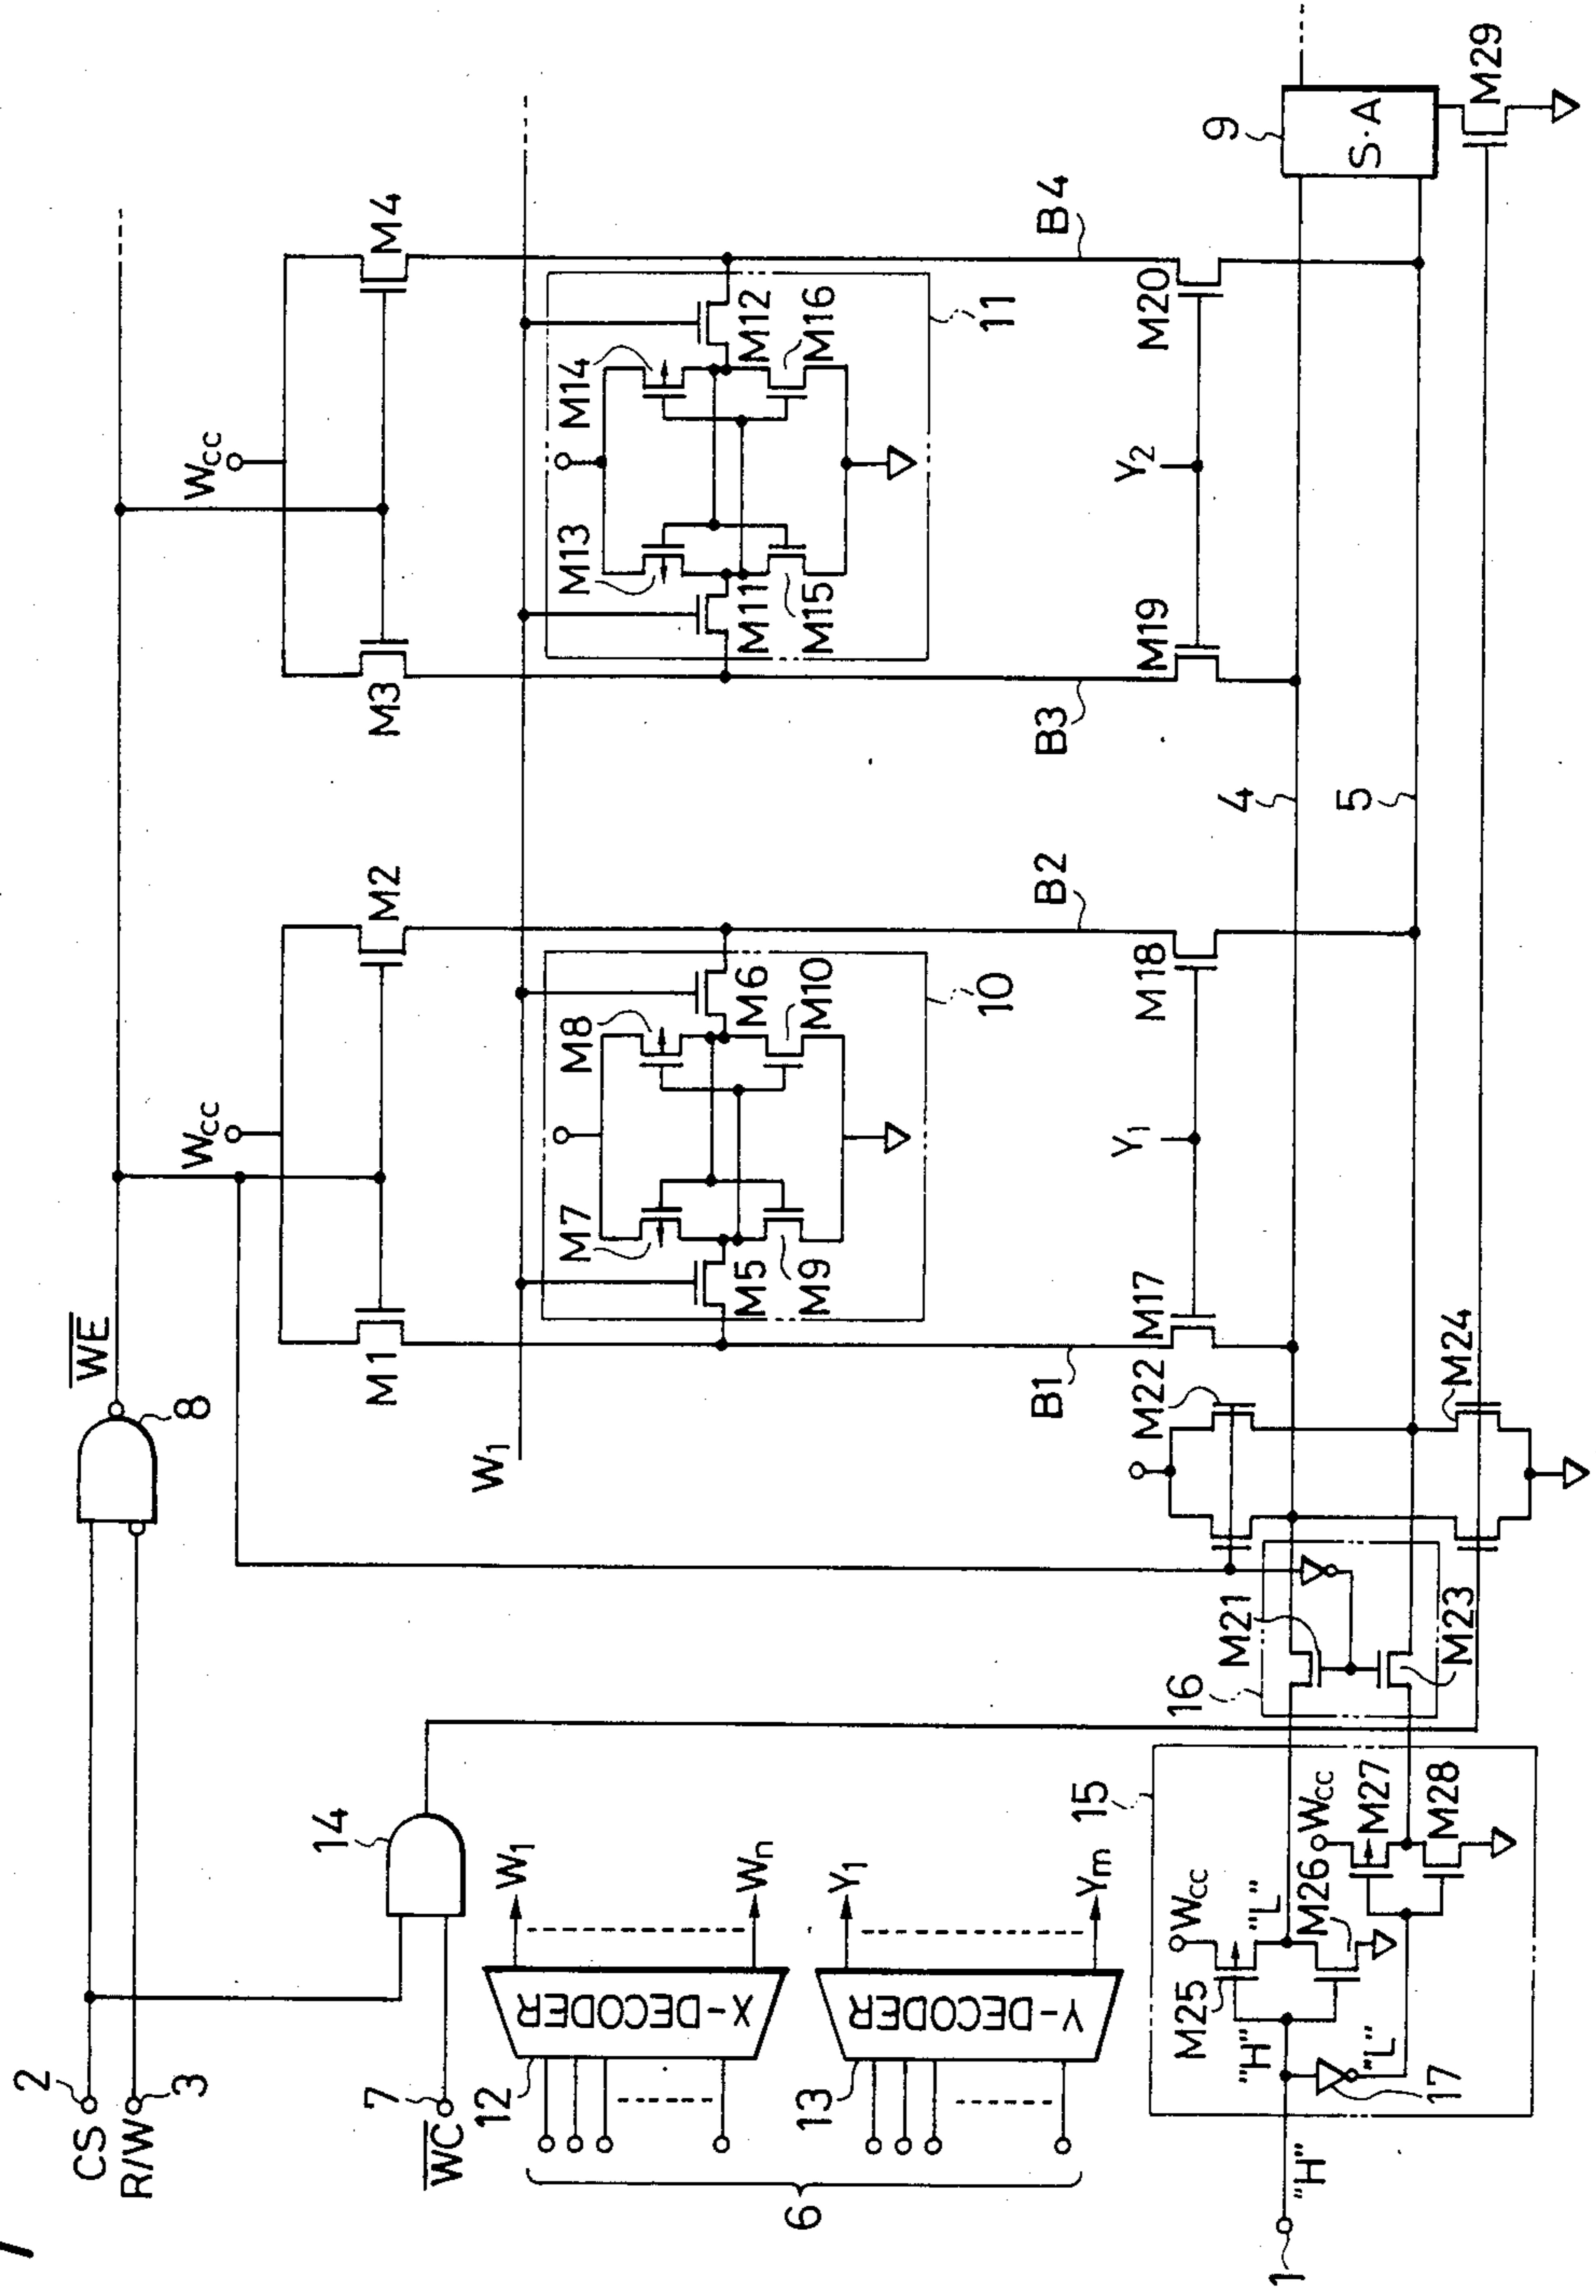 CS
2
R/W
3
8
WE
WC
7
14
12
X-DECODER
W1
Wn
13
Y-DECODER
Y1
Ym
6
WCC
M1
M2
WCC
M3
M4
W1
M7
M8
M5
M6
M9
M10
10
M13
M14
M11
M12
M15
M16
11
B1
B2
B3
B4
M17
Y1
M18
M19
Y2
M20
M22
M21
16
M23
M24
4
5
9
S·A
M29
15
1
"H"
"H"
M25
WCC
"L"
M26
WCC
M27
M28
"L"
17